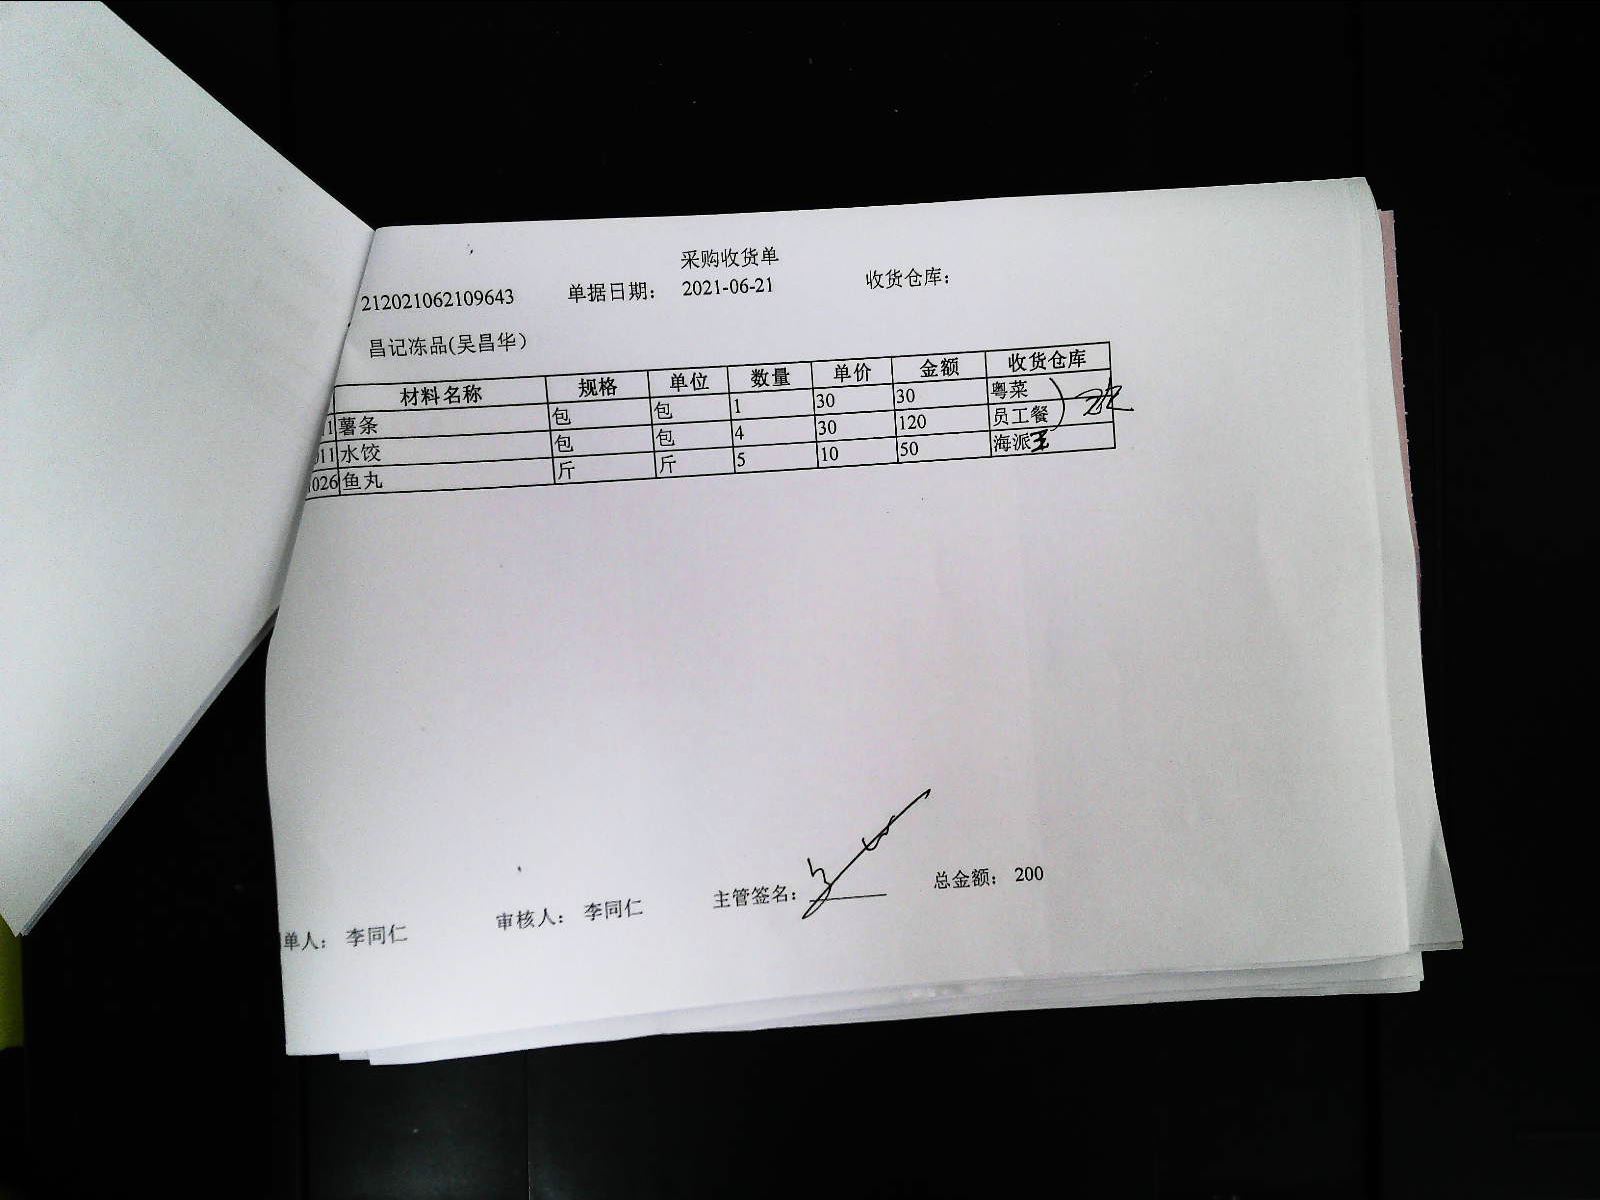 采购收货单
212021062109643 单据日期： 2021-06-21 收货仓库：
昌记冻品(吴昌华）
材料名称 规格 单位 数量 单价 金额 收货仓库
11 薯条 包 包 1 30 30 粤菜
011 水饺 包 包 4 30 120 员工餐
1026 鱼丸 斤 斤 5 10 50 海派王
单人： 李同仁 审核人： 李同仁 主管签名： 总金额： 200